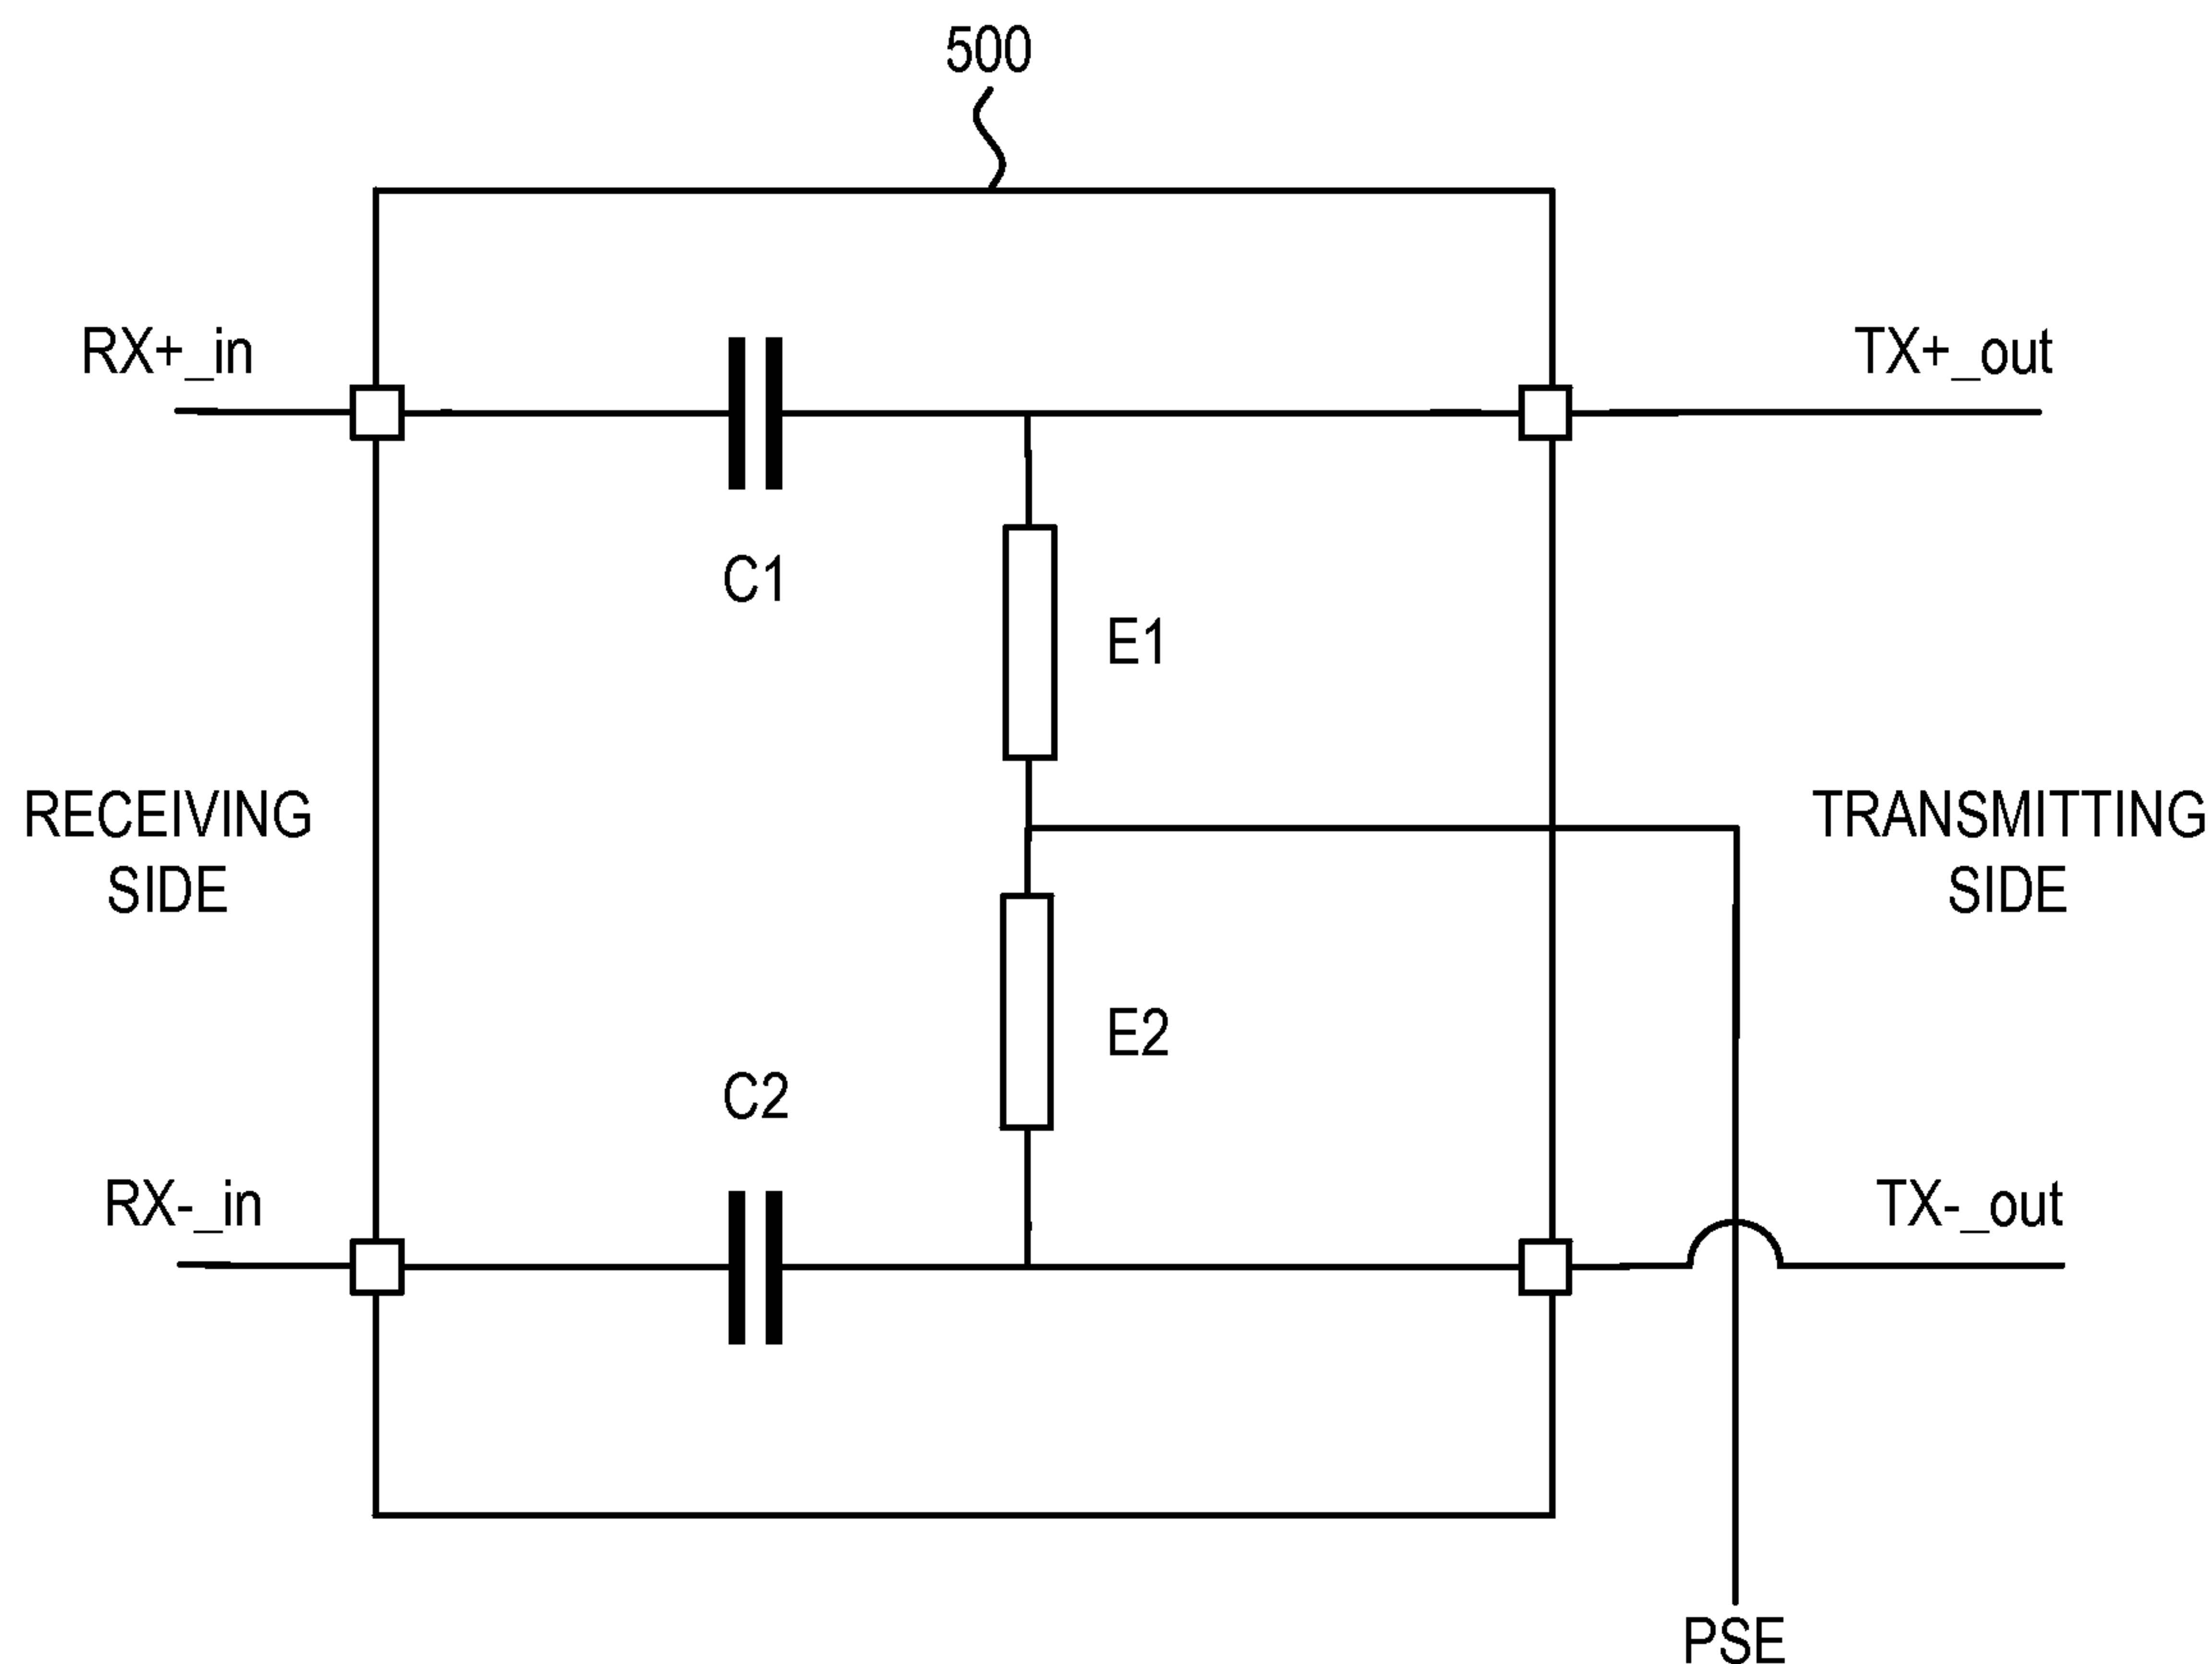 500
RX+_in
TX+_out
C1
E1
RECEIVING
SIDE
TRANSMITTING
SIDE
E2
C2
RX-_in
TX-_out
PSE